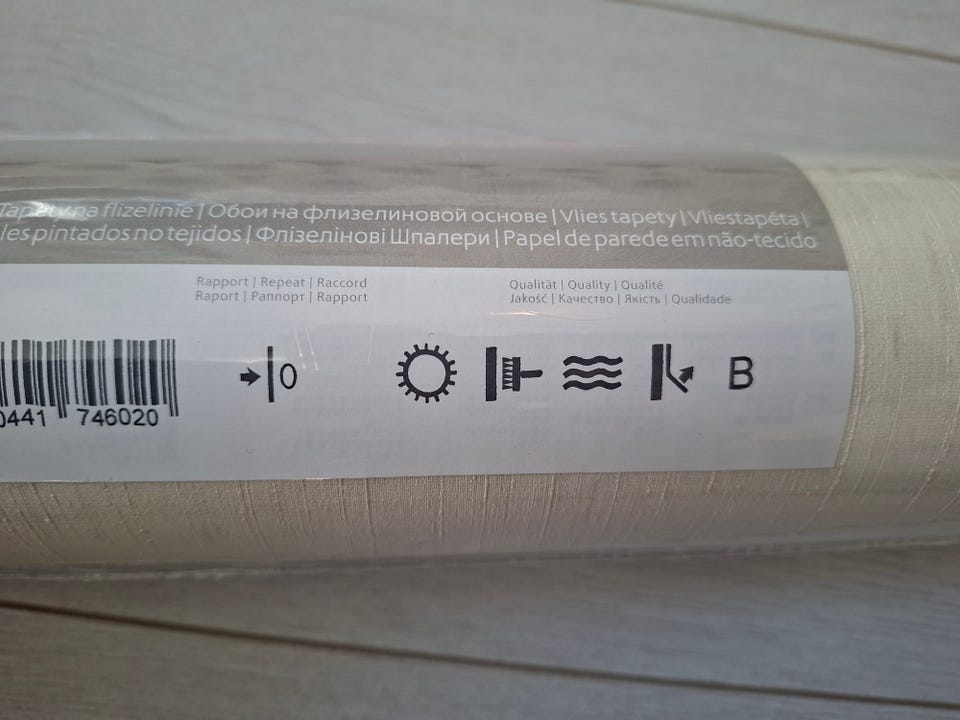 Tapety na flizelinie | Обои на флизелиновой основе | Vlies tapety | Vliestapéta |
les pintados no tejidos | Флізелінові Шпалери | Papel de parede em não-tecido
Rapport | Repeat | Raccord
Raport | Раппорт | Rapport
Qualität | Quality | Qualité
Jakość | Качество | Якість | Qualidade
0
B
0441 746020